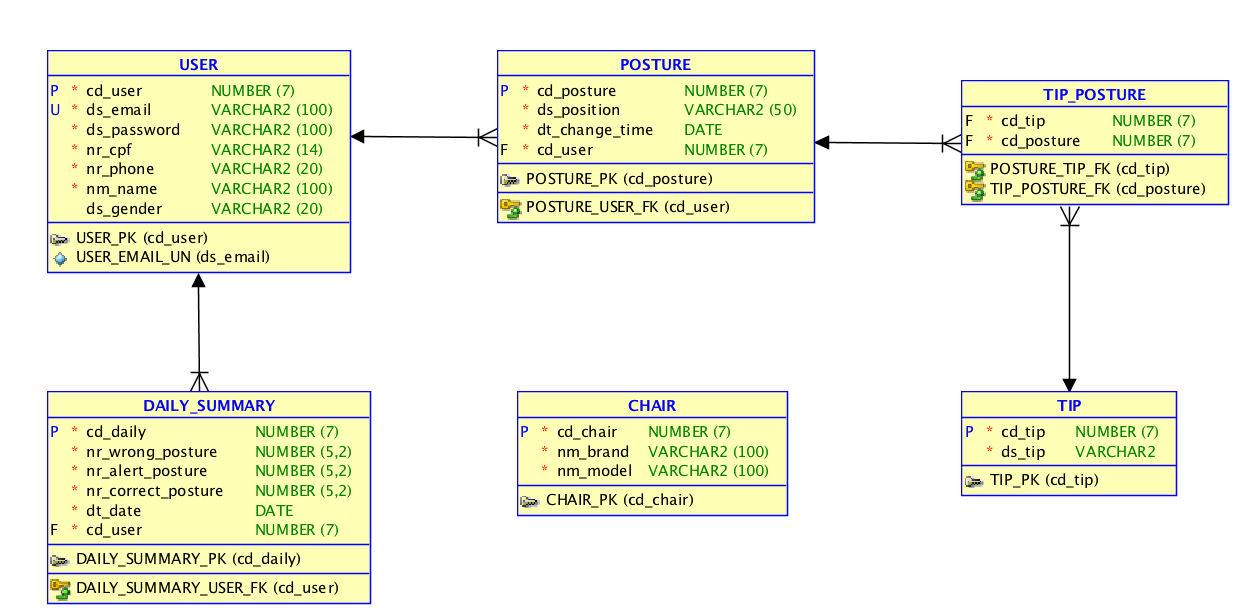 USER
P * cd_user NUMBER (7)
U * ds_email VARCHAR2 (100)
* ds_password VARCHAR2 (100)
* nr_cpf VARCHAR2 (14)
* nr_phone VARCHAR2 (20)
* nm_name VARCHAR2 (100)
ds_gender VARCHAR2 (20)
USER_PK (cd_user)
USER_EMAIL_UN (ds_email)
POSTURE
P * cd_posture NUMBER (7)
* ds_position VARCHAR2 (50)
* dt_change_time DATE
F * cd_user NUMBER (7)
POSTURE_PK (cd_posture)
POSTURE_USER_FK (cd_user)
TIP_POSTURE
F * cd_tip NUMBER (7)
F * cd_posture NUMBER (7)
POSTURE_TIP_FK (cd_tip)
TIP_POSTURE_FK (cd_posture)
DAILY_SUMMARY
P * cd_daily NUMBER (7)
* nr_wrong_posture NUMBER (5,2)
* nr_alert_posture NUMBER (5,2)
* nr_correct_posture NUMBER (5,2)
* dt_date DATE
F * cd_user NUMBER (7)
DAILY_SUMMARY_PK (cd_daily)
DAILY_SUMMARY_USER_FK (cd_user)
CHAIR
P * cd_chair NUMBER (7)
* nm_brand VARCHAR2 (100)
* nm_model VARCHAR2 (100)
CHAIR_PK (cd_chair)
TIP
P * cd_tip NUMBER (7)
* ds_tip VARCHAR2
TIP_PK (cd_tip)